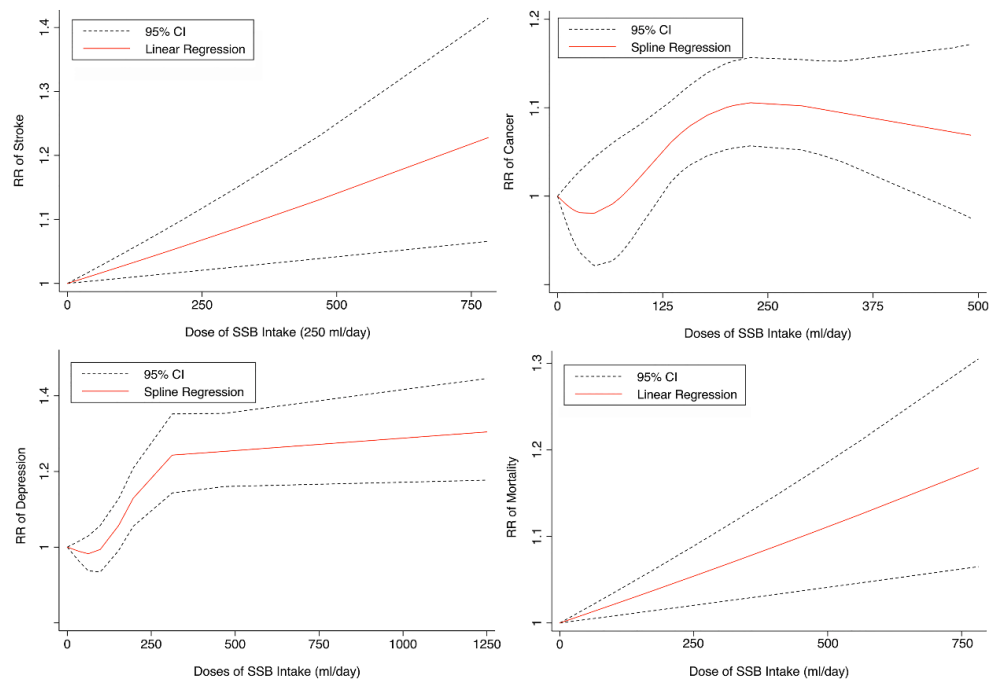 95% CI
Linear Regression
RR of Stroke
1 1.1 1.2 1.3 1.4
0 250 500 750
Dose of SSB Intake (250 ml/day)
95% CI
Spline Regression
RR of Cancer
1 1.1 1.2
0 125 250 375 500
Doses of SSB Intake (ml/day)
95% CI
Spline Regression
RR of Depression
1 1.2 1.4
0 250 500 750 1000 1250
Doses of SSB Intake (ml/day)
95% CI
Linear Regression
RR of Mortality
1 1.1 1.2 1.3
0 250 500 750
Dose of SSB Intake (ml/day)